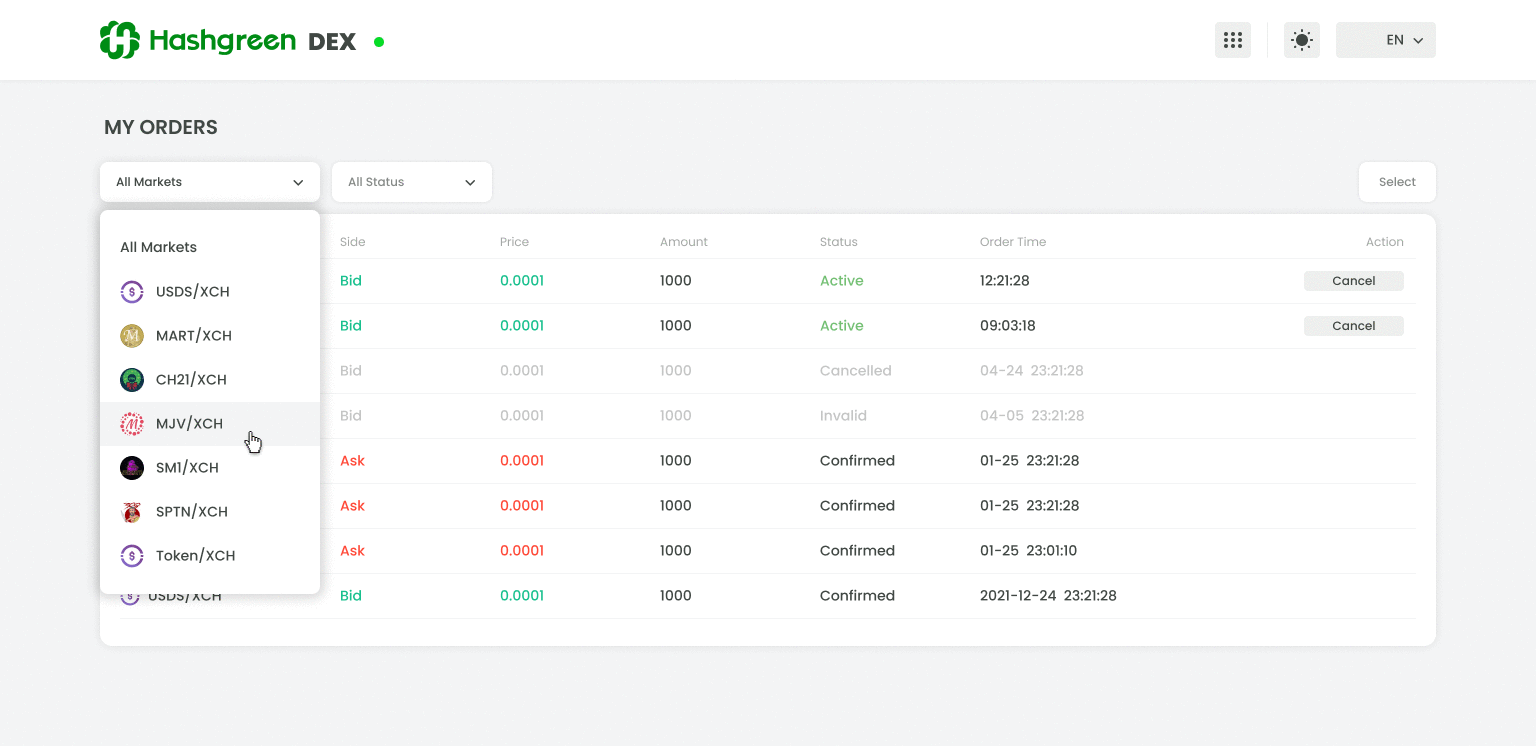 Hashgreen DEX
EN
MY ORDERS
All Markets
All Status
Select
Side Price Amount Status Order Time Action
All Markets
USDS/XCH
MART/XCH
CH21/XCH
MJV/XCH
SM1/XCH
SPTN/XCH
Token/XCH
Bid 0.0001 1000 Active 12:21:28 Cancel
Bid 0.0001 1000 Active 09:03:18 Cancel
Bid 0.0001 1000 Cancelled 04-24 23:21:28
Bid 0.0001 1000 Invalid 04-05 23:21:28
Ask 0.0001 1000 Confirmed 01-25 23:21:28
Ask 0.0001 1000 Confirmed 01-25 23:21:28
Ask 0.0001 1000 Confirmed 01-25 23:01:10
USDS/XCH Bid 0.0001 1000 Confirmed 2021-12-24 23:21:28